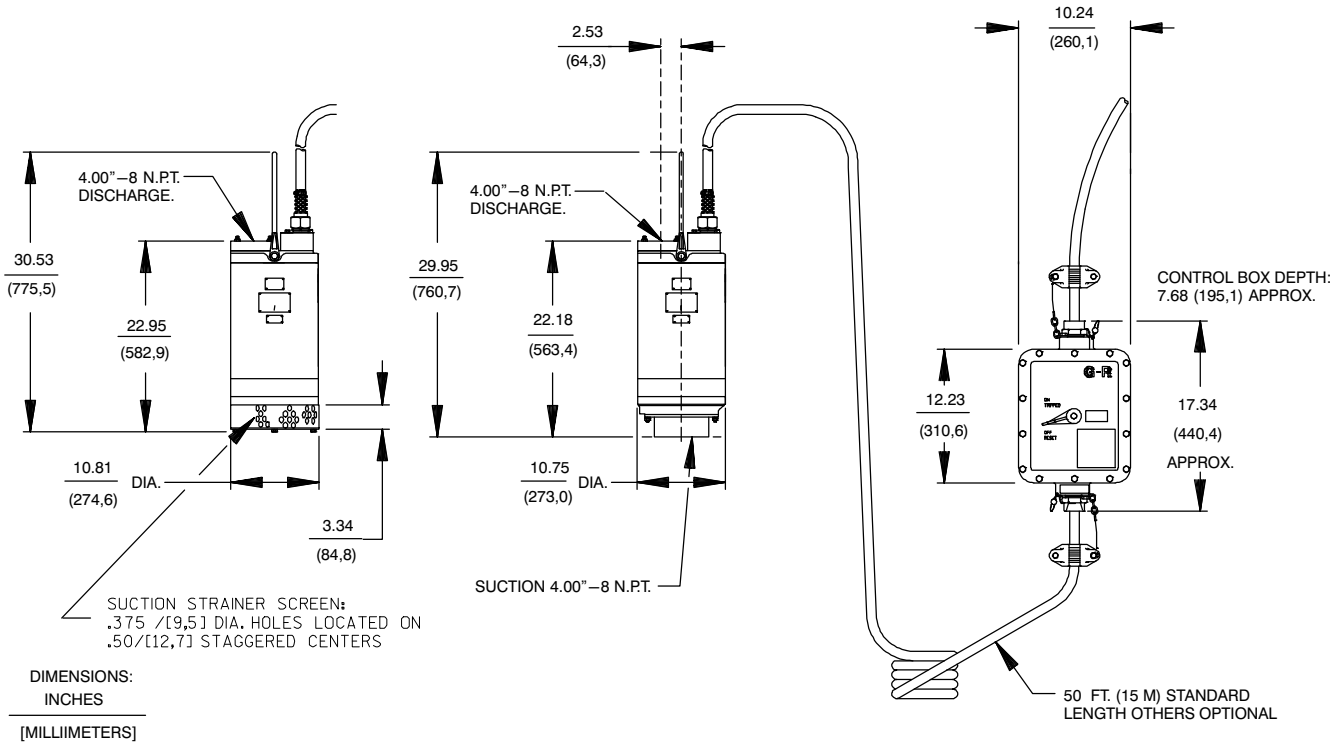 10.24
(260,1)
2.53
(64,3)
4.00"–8 N.P.T.
DISCHARGE.
4.00"–8 N.P.T.
DISCHARGE.
30.53
(775,5)
22.95
(582,9)
29.95
(760,7)
22.18
(563,4)
CONTROL BOX DEPTH:
7.68 (195,1) APPROX.
G-R
ON
TRIPPED
OFF
RESET
12.23
(310,6)
17.34
(440,4)
APPROX.
10.81
(274,6)
DIA.
10.75
(273,0)
DIA.
3.34
(84,8)
SUCTION 4.00"–8 N.P.T.
SUCTION STRAINER SCREEN:
.375 /[9,5] DIA. HOLES LOCATED ON
.50/[12,7] STAGGERED CENTERS
DIMENSIONS:
INCHES
[MILLIIMETERS]
50 FT. (15 M) STANDARD
LENGTH OTHERS OPTIONAL